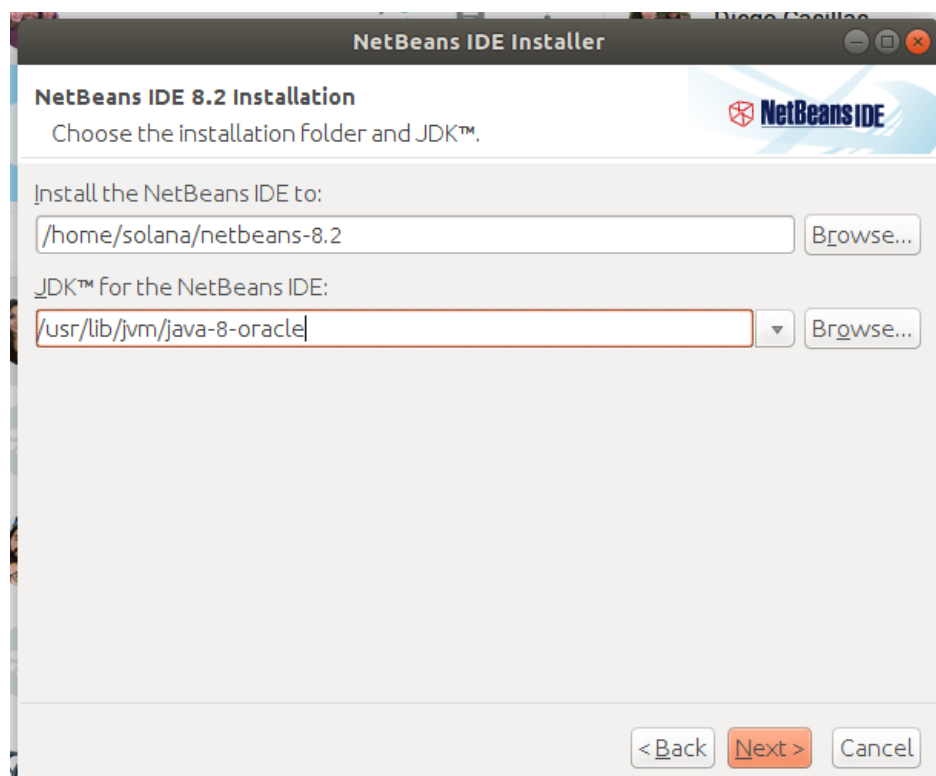 Diego Casillas
NetBeans IDE Installer
NetBeans IDE 8.2 Installation
Choose the installation folder and JDK™.
NetBeans IDE
Install the NetBeans IDE to:
/home/solana/netbeans-8.2
Browse...
JDK™ for the NetBeans IDE:
/usr/lib/jvm/java-8-oracle
Browse...
< Back
Next >
Cancel